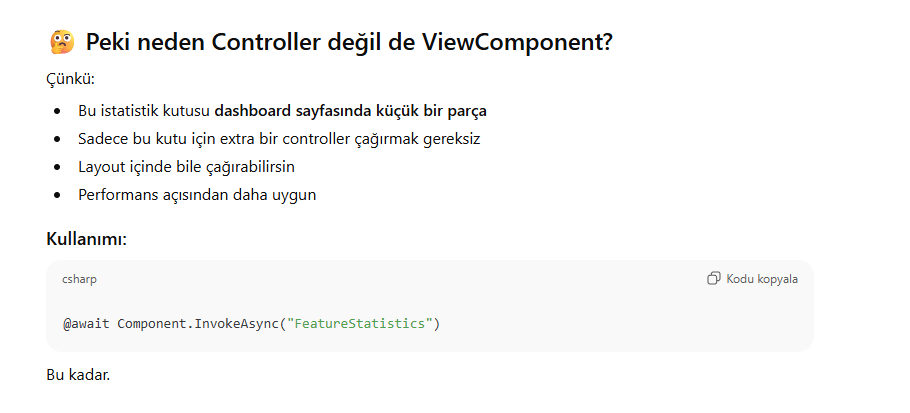 🤔 Peki neden Controller değil de ViewComponent?
Çünkü:
• Bu istatistik kutusu dashboard sayfasında küçük bir parça
• Sadece bu kutu için extra bir controller çağırmak gereksiz
• Layout içinde bile çağırabilirsin
• Performans açısından daha uygun
Kullanımı:
csharp Kodu kopyala
@await Component.InvokeAsync("FeatureStatistics")
Bu kadar.